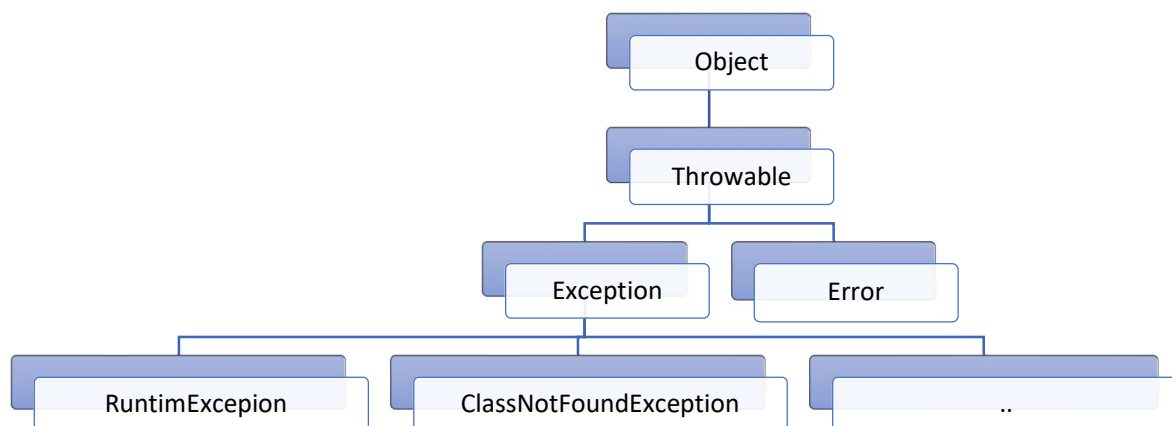 Object
Throwable
Exception
Error
RuntimExcepion
ClassNotFoundException
..